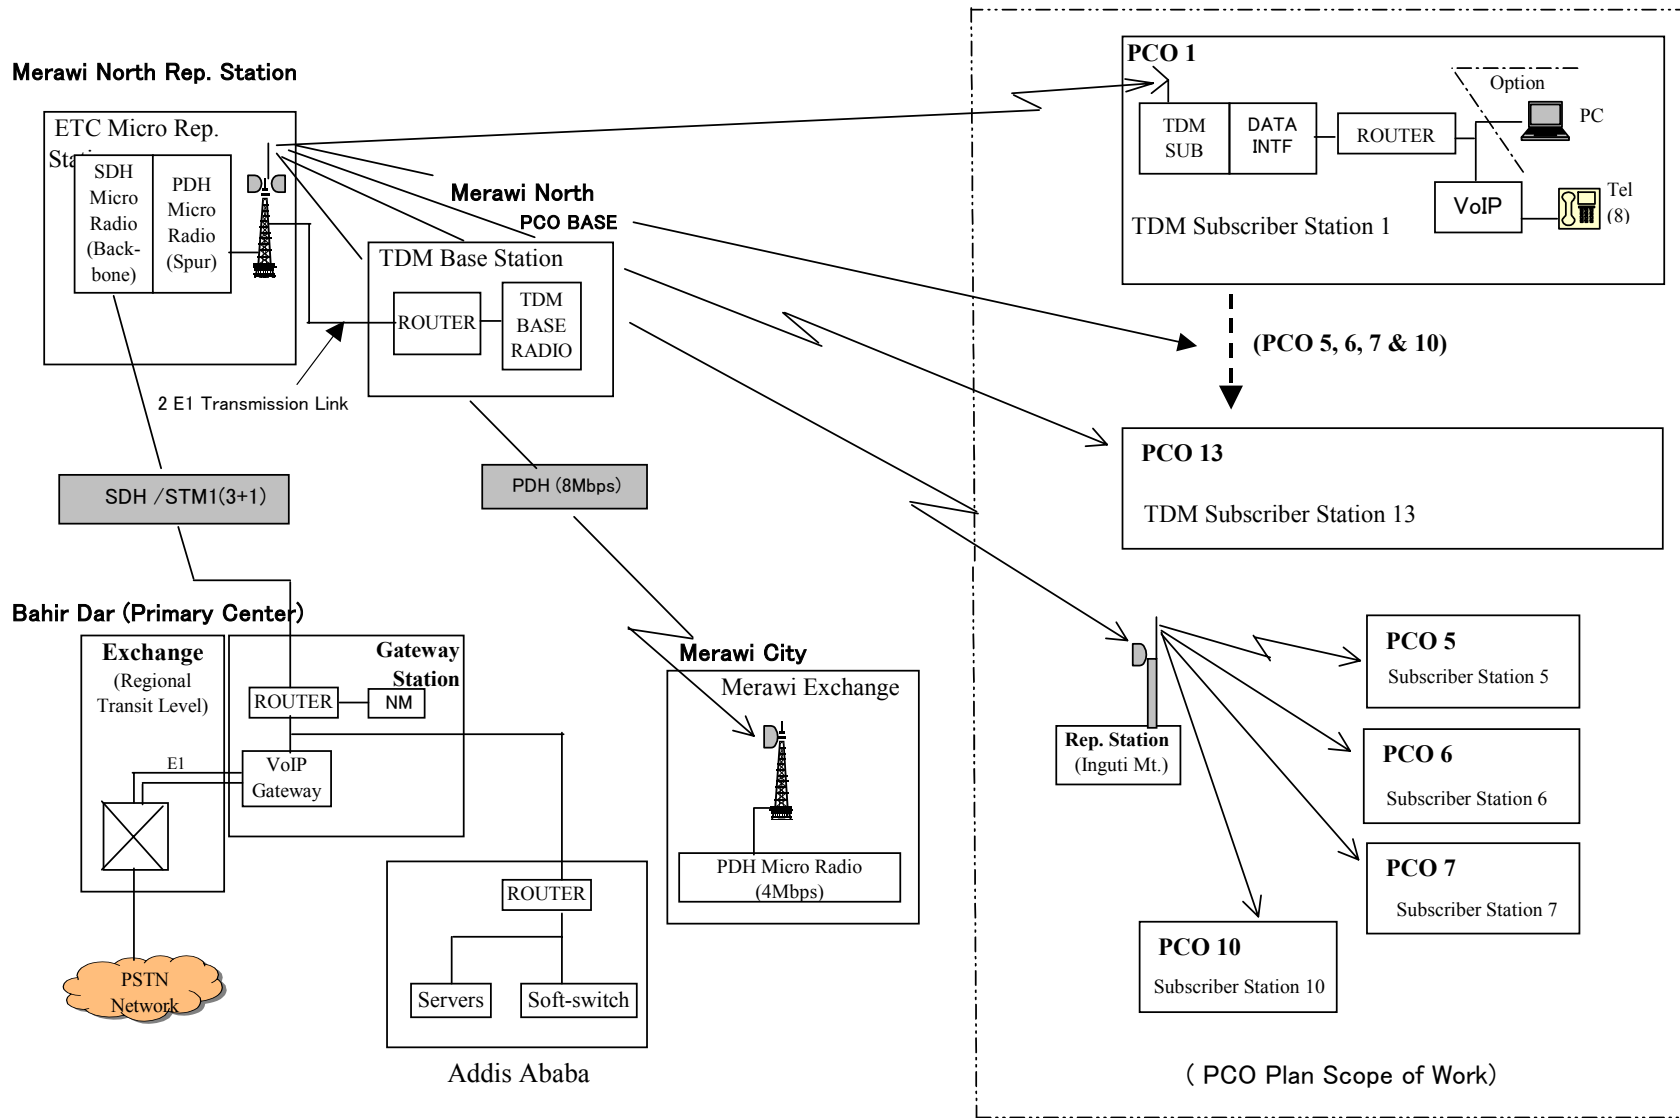 Merawi North Rep. Station
ETC Micro Rep.
SDH
Micro
Radio
(Back-
bone)
PDH
Micro
Radio
(Spur)
Merawi North
PCO BASE
TDM Base Station
ROUTER
TDM
BASE
RADIO
2 E1 Transmission Link
SDH /STM1(3+1)
PDH (8Mbps)
Bahir Dar (Primary Center)
Exchange
(Regional
Transit Level)
Gateway
Station
ROUTER
NM
E1
VoIP
Gateway
PSTN
Network
ROUTER
Servers
Soft-switch
Addis Ababa
Merawi City
Merawi Exchange
PDH Micro Radio
(4Mbps)
PCO 1
Option
TDM
SUB
DATA
INTF
ROUTER
PC
VoIP
Tel
(8)
TDM Subscriber Station 1
(PCO 5, 6, 7 & 10)
PCO 13
TDM Subscriber Station 13
Rep. Station
(Inguti Mt.)
PCO 5
Subscriber Station 5
PCO 6
Subscriber Station 6
PCO 7
Subscriber Station 7
PCO 10
Subscriber Station 10
( PCO Plan Scope of Work)